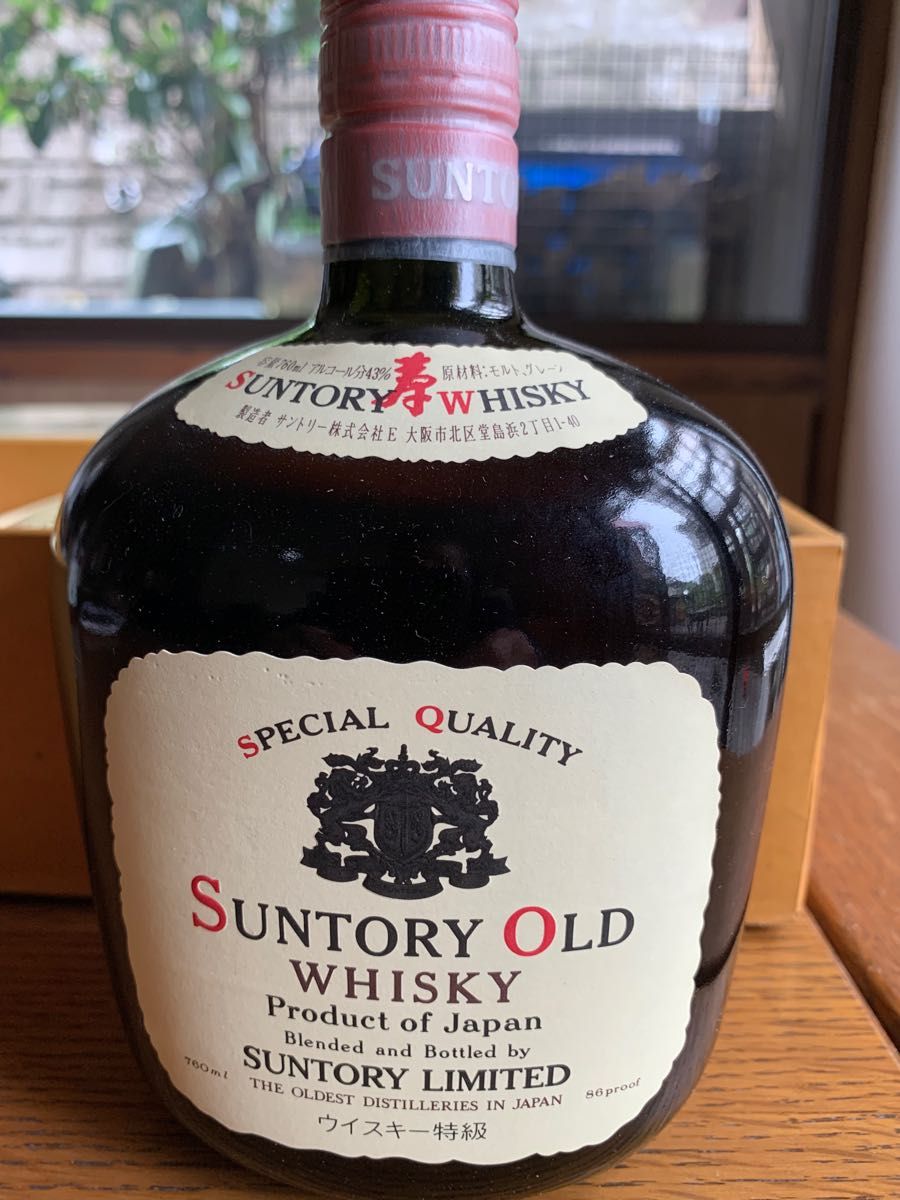 SUNTO
容量760ml アルコール分43% 原材料:モルト、グレーン
SUNTORY 寿 WHISKY
製造者 サントリー株式会社E 大阪市北区堂島浜2丁目1-40
SPECIAL QUALITY
SUNTORY OLD
WHISKY
Product of Japan
Blended and Bottled by
SUNTORY LIMITED
760ml THE OLDEST DISTILLERIES IN JAPAN 86proof
ウイスキー特級